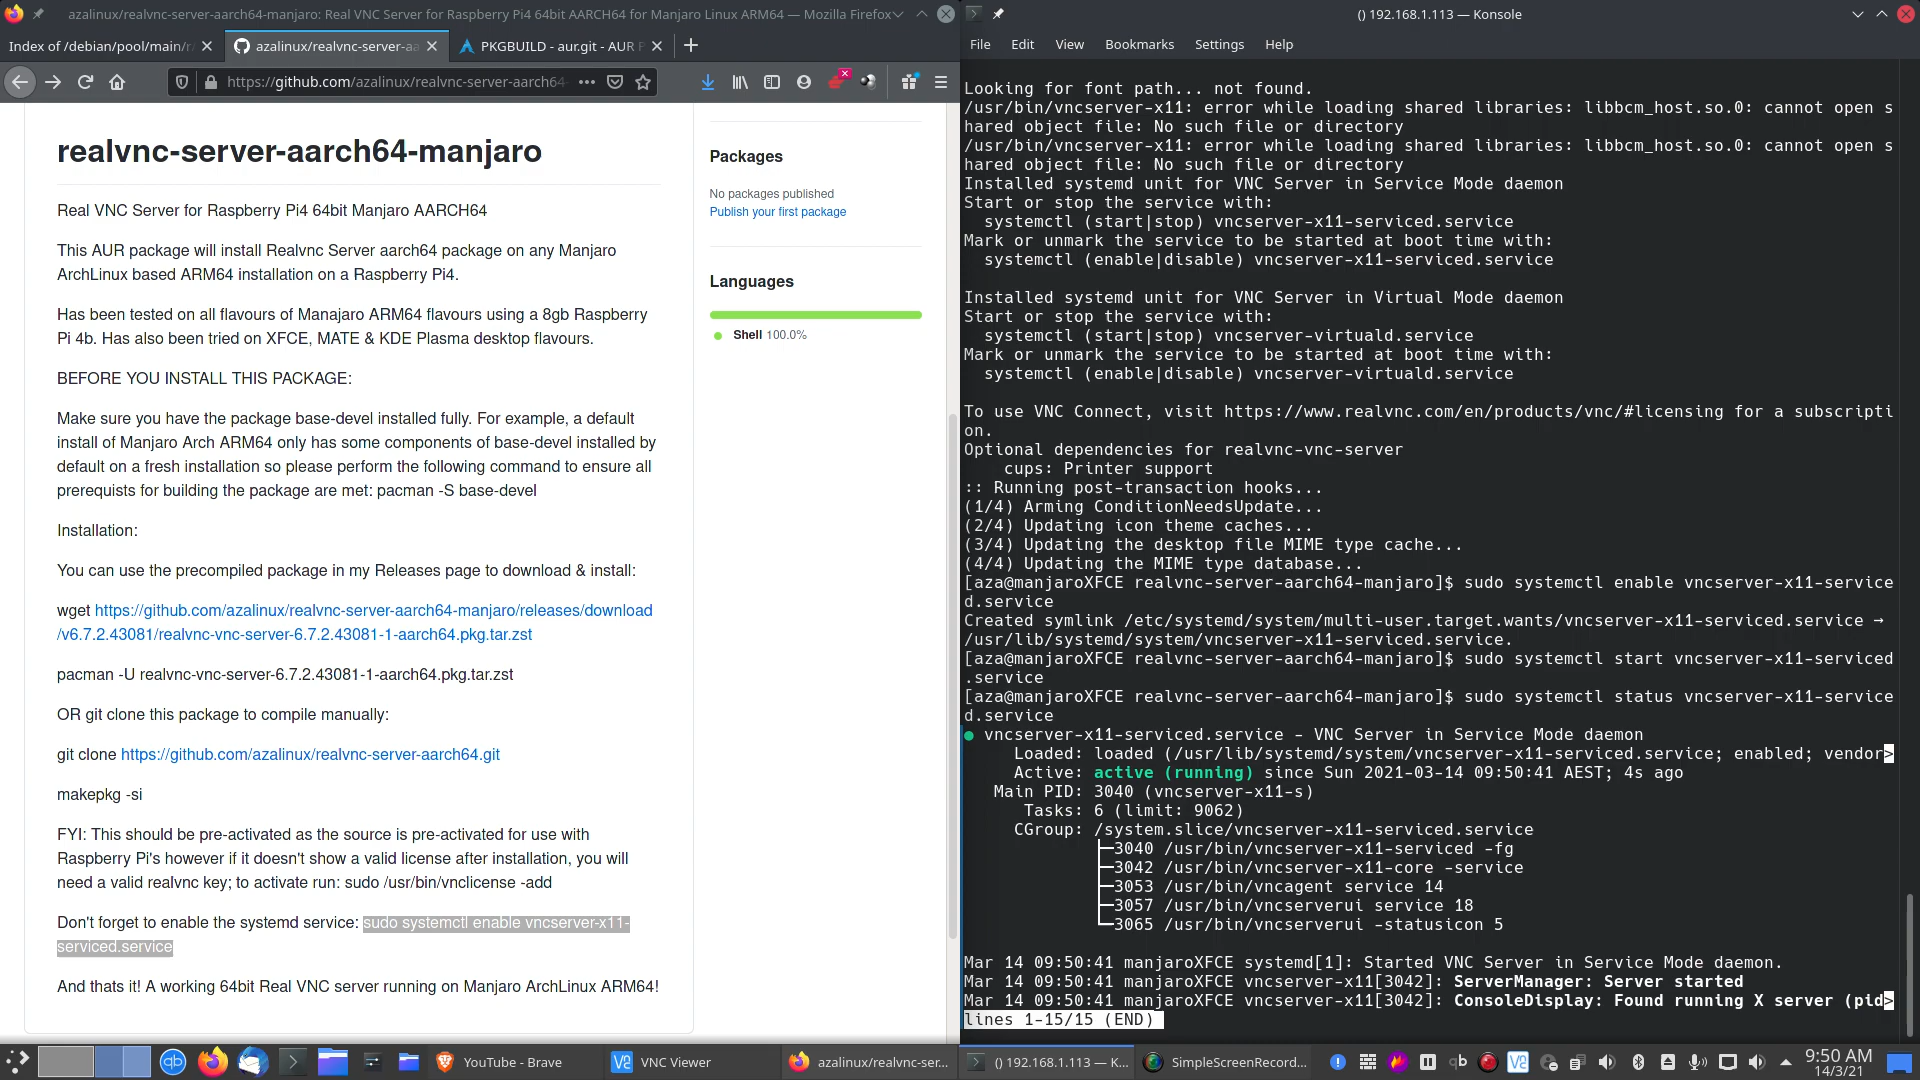 azalinux/realvnc-server-aarch64-manjaro: Real VNC Server for Raspberry Pi4 64bit AARCH64 for Manjaro Linux ARM64 — Mozilla Firefox
Index of /debian/pool/main/r/
azalinux/realvnc-server-aa
PKGBUILD - aur.git - AUR P
https://github.com/azalinux/realvnc-server-aarch64-
realvnc-server-aarch64-manjaro
Real VNC Server for Raspberry Pi4 64bit Manjaro AARCH64
This AUR package will install Realvnc Server aarch64 package on any Manjaro
ArchLinux based ARM64 installation on a Raspberry Pi4.
Has been tested on all flavours of Manajaro ARM64 flavours using a 8gb Raspberry
Pi 4b. Has also been tried on XFCE, MATE & KDE Plasma desktop flavours.
BEFORE YOU INSTALL THIS PACKAGE:
Make sure you have the package base-devel installed fully. For example, a default
install of Manjaro Arch ARM64 only has some components of base-devel installed by
default on a fresh installation so please perform the following command to ensure all
prerequists for building the package are met: pacman -S base-devel
Installation:
You can use the precompiled package in my Releases page to download & install:
wget https://github.com/azalinux/realvnc-server-aarch64-manjaro/releases/download
/v6.7.2.43081/realvnc-vnc-server-6.7.2.43081-1-aarch64.pkg.tar.zst
pacman -U realvnc-vnc-server-6.7.2.43081-1-aarch64.pkg.tar.zst
OR git clone this package to compile manually:
git clone https://github.com/azalinux/realvnc-server-aarch64.git
makepkg -si
FYI: This should be pre-activated as the source is pre-activated for use with
Raspberry Pi's however if it doesn't show a valid license after installation, you will
need a valid realvnc key; to activate run: sudo /usr/bin/vnclicense -add
Don't forget to enable the systemd service: sudo systemctl enable vncserver-x11-
serviced.service
And thats it! A working 64bit Real VNC server running on Manjaro ArchLinux ARM64!
Packages
No packages published
Publish your first package
Languages
Shell 100.0%
() 192.168.1.113 — Konsole
File Edit View Bookmarks Settings Help
Looking for font path... not found.
/usr/bin/vncserver-x11: error while loading shared libraries: libbcm_host.so.0: cannot open s
hared object file: No such file or directory
/usr/bin/vncserver-x11: error while loading shared libraries: libbcm_host.so.0: cannot open s
hared object file: No such file or directory
Installed systemd unit for VNC Server in Service Mode daemon
Start or stop the service with:
systemctl (start|stop) vncserver-x11-serviced.service
Mark or unmark the service to be started at boot time with:
systemctl (enable|disable) vncserver-x11-serviced.service
Installed systemd unit for VNC Server in Virtual Mode daemon
Start or stop the service with:
systemctl (start|stop) vncserver-virtuald.service
Mark or unmark the service to be started at boot time with:
systemctl (enable|disable) vncserver-virtuald.service
To use VNC Connect, visit https://www.realvnc.com/en/products/vnc/#licensing for a subscripti
on.
Optional dependencies for realvnc-vnc-server
cups: Printer support
:: Running post-transaction hooks...
(1/4) Arming ConditionNeedsUpdate...
(2/4) Updating icon theme caches...
(3/4) Updating the desktop file MIME type cache...
(4/4) Updating the MIME type database...
[aza@manjaroXFCE realvnc-server-aarch64-manjaro]$ sudo systemctl enable vncserver-x11-service
d.service
Created symlink /etc/systemd/system/multi-user.target.wants/vncserver-x11-serviced.service →
/usr/lib/systemd/system/vncserver-x11-serviced.service.
[aza@manjaroXFCE realvnc-server-aarch64-manjaro]$ sudo systemctl start vncserver-x11-serviced
.service
[aza@manjaroXFCE realvnc-server-aarch64-manjaro]$ sudo systemctl status vncserver-x11-service
d.service
● vncserver-x11-serviced.service - VNC Server in Service Mode daemon
Loaded: loaded (/usr/lib/systemd/system/vncserver-x11-serviced.service; enabled; vendor>
Active: active (running) since Sun 2021-03-14 09:50:41 AEST; 4s ago
Main PID: 3040 (vncserver-x11-s)
Tasks: 6 (limit: 9062)
CGroup: /system.slice/vncserver-x11-serviced.service
├─3040 /usr/bin/vncserver-x11-serviced -fg
├─3042 /usr/bin/vncserver-x11-core -service
├─3053 /usr/bin/vncagent service 14
├─3057 /usr/bin/vncserverui service 18
└─3065 /usr/bin/vncserverui -statusicon 5
Mar 14 09:50:41 manjaroXFCE systemd[1]: Started VNC Server in Service Mode daemon.
Mar 14 09:50:41 manjaroXFCE vncserver-x11[3042]: ServerManager: Server started
Mar 14 09:50:41 manjaroXFCE vncserver-x11[3042]: ConsoleDisplay: Found running X server (pid>
lines 1-15/15 (END)
YouTube - Brave
VNC Viewer
azalinux/realvnc-ser...
() 192.168.1.113 — K...
SimpleScreenRecord...
9:50 AM
14/3/21